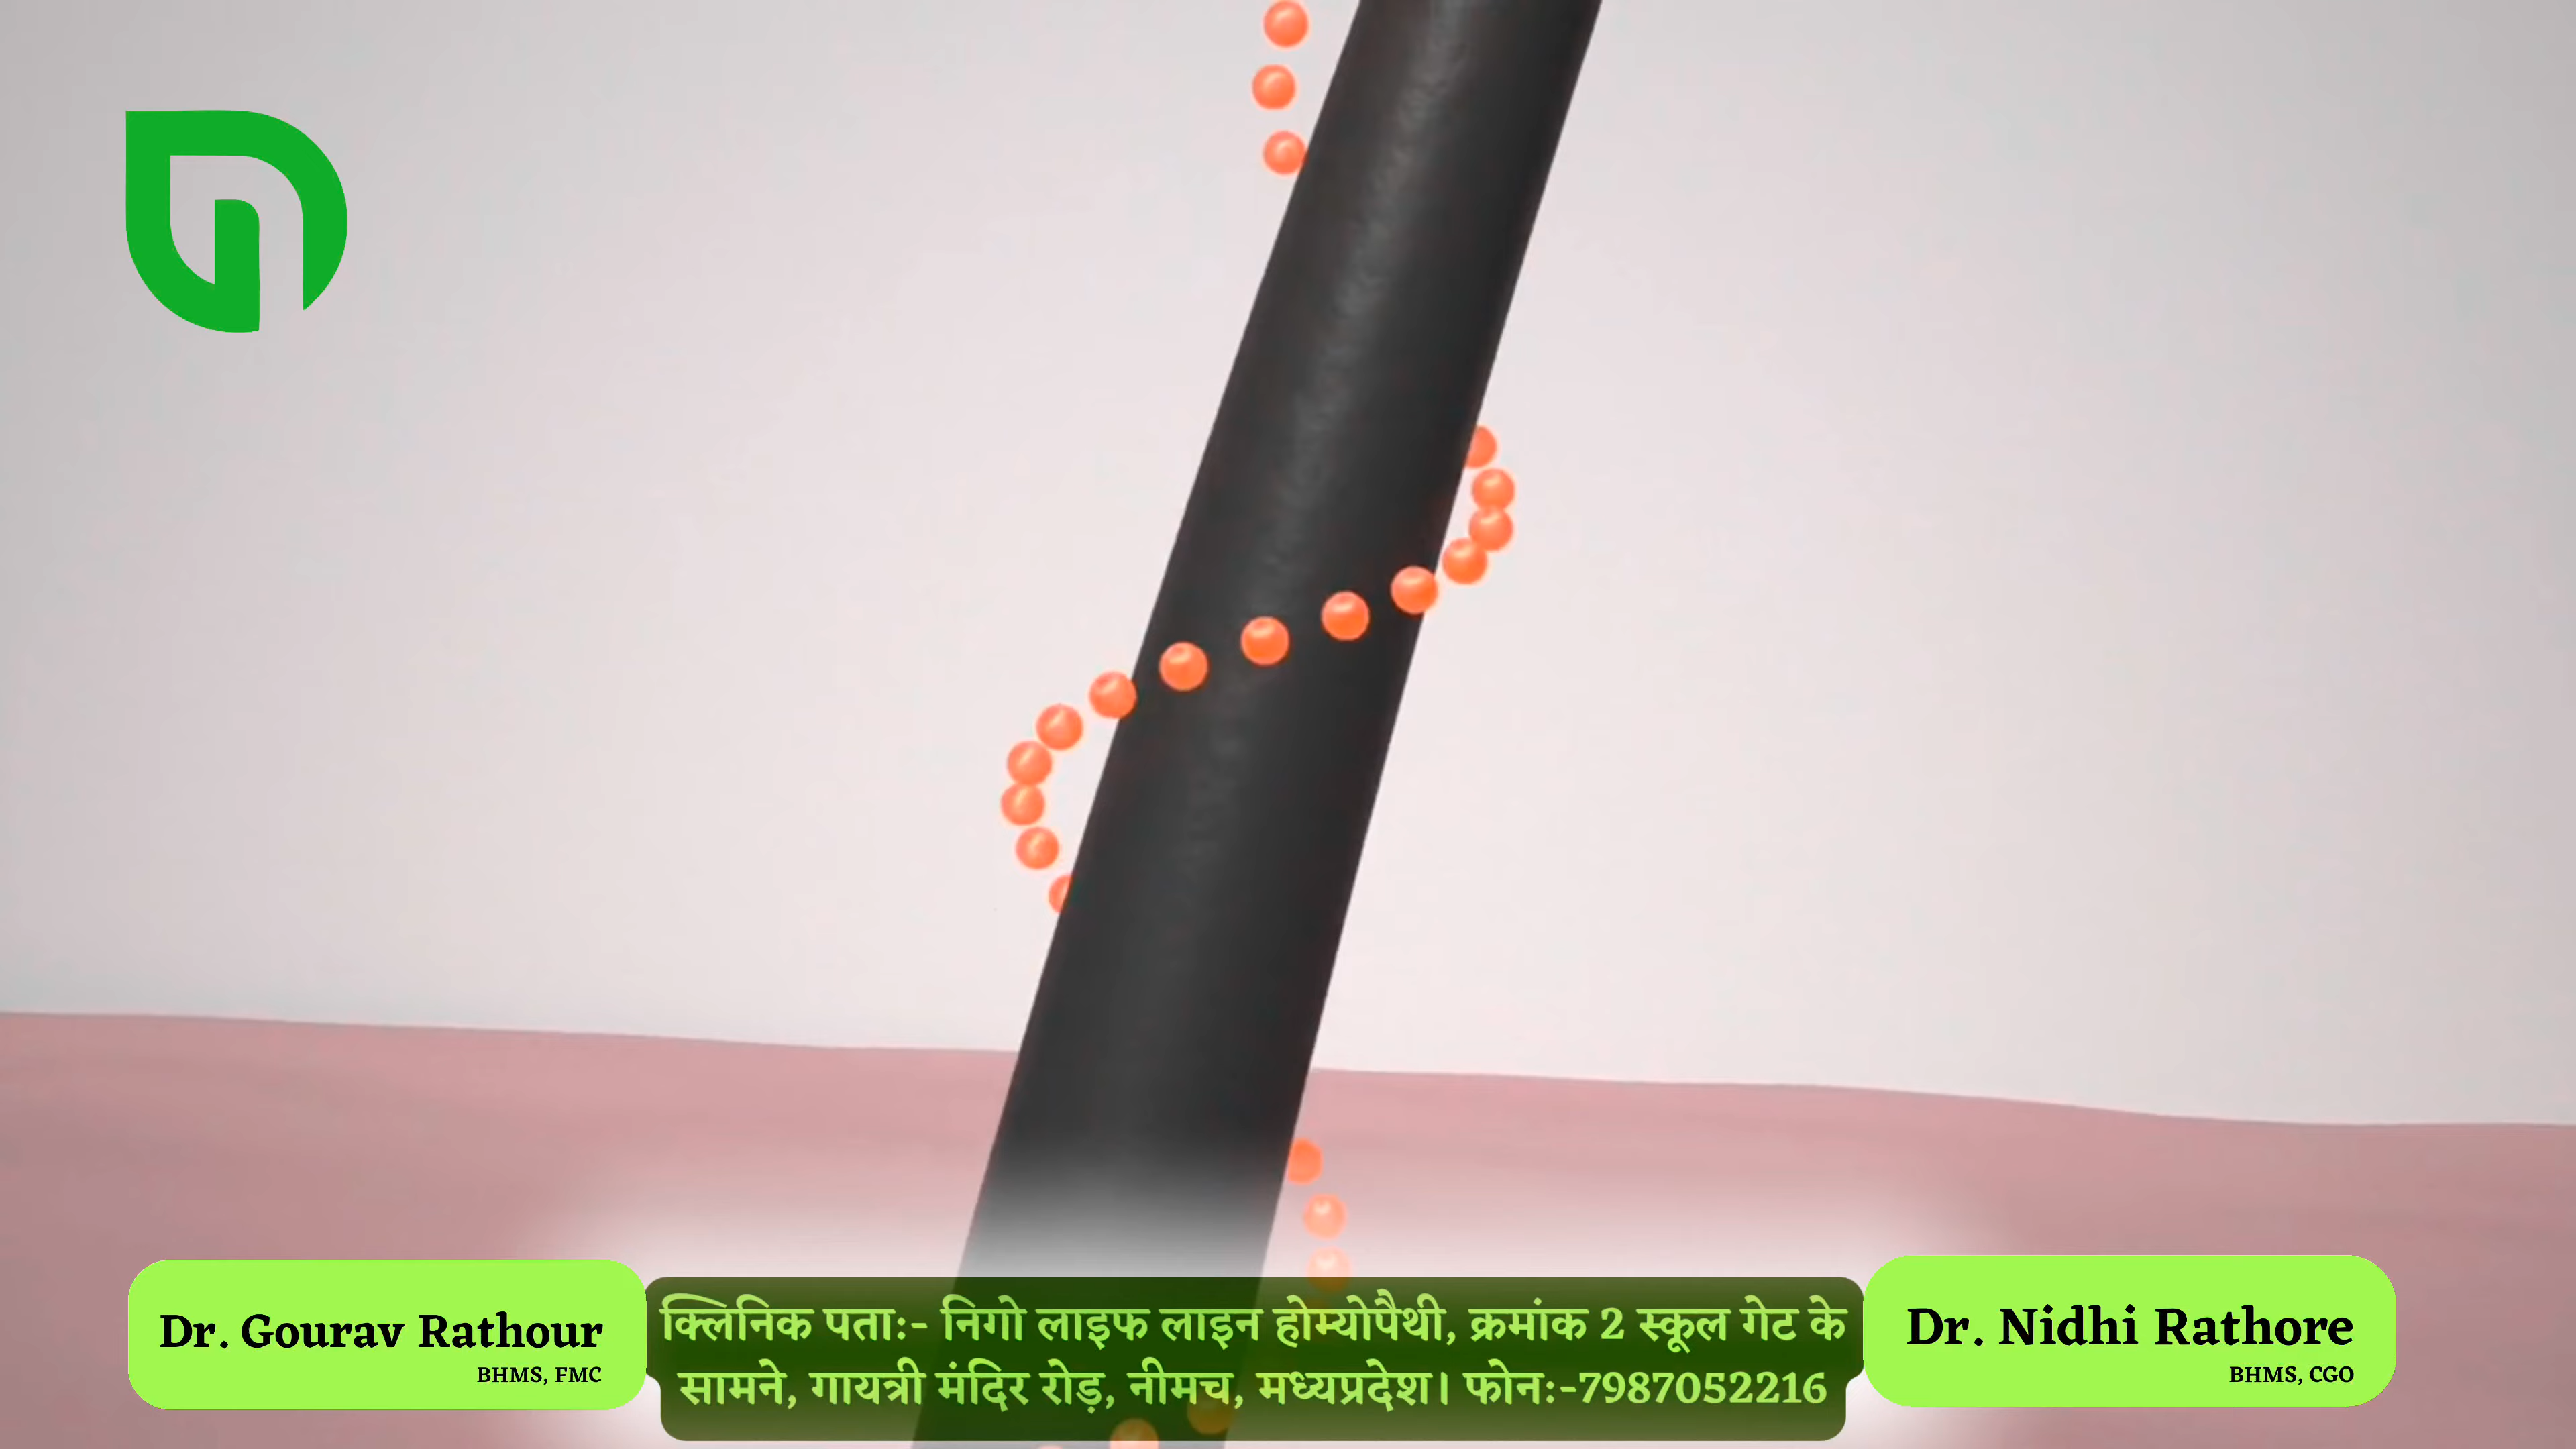 Dr. Gourav Rathour
BHMS, FMC
क्लिनिक पताः- निगो लाइफ लाइन होम्योपैथी, क्रमांक 2 स्कूल गेट के
सामने, गायत्री मंदिर रोड़, नीमच, मध्यप्रदेश। फोनः-7987052216
Dr. Nidhi Rathore
BHMS, CGO